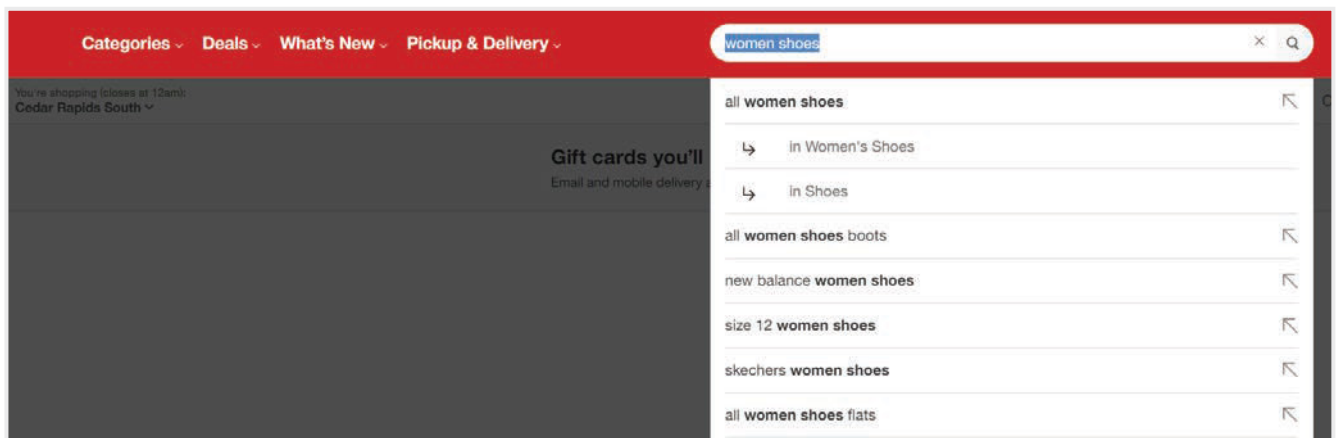 Categories Deals What's New Pickup & Delivery women shoes
You're shopping (closes at 12am):
Cedar Rapids South
Gift cards you'll
Email and mobile delivery
all women shoes
in Women's Shoes
in Shoes
all women shoes boots
new balance women shoes
size 12 women shoes
skechers women shoes
all women shoes flats